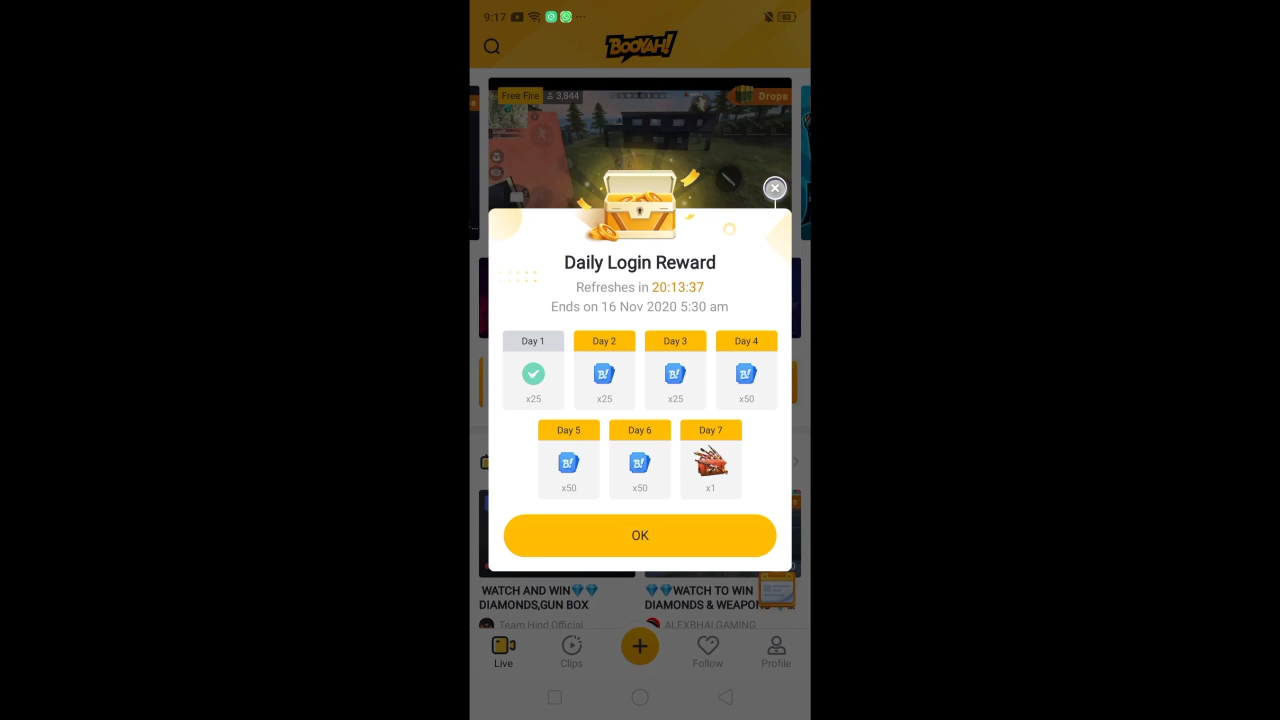 9:17
83
BOOYAH!
Free Fire
3,844
Drops
Daily Login Reward
Refreshes in 20:13:37
Ends on 16 Nov 2020 5:30 am
Day 1
Day 2
Day 3
Day 4
B!
B!
B!
x25
x25
x25
x50
Day 5
Day 6
Day 7
B!
B!
x50
x50
x1
OK
WATCH AND WIN💎💎
DIAMONDS,GUN BOX
Team Hind Official
💎💎WATCH TO WIN
DIAMONDS & WEAPON
ALEXBHAI GAMING
Live
Clips
Follow
Profile